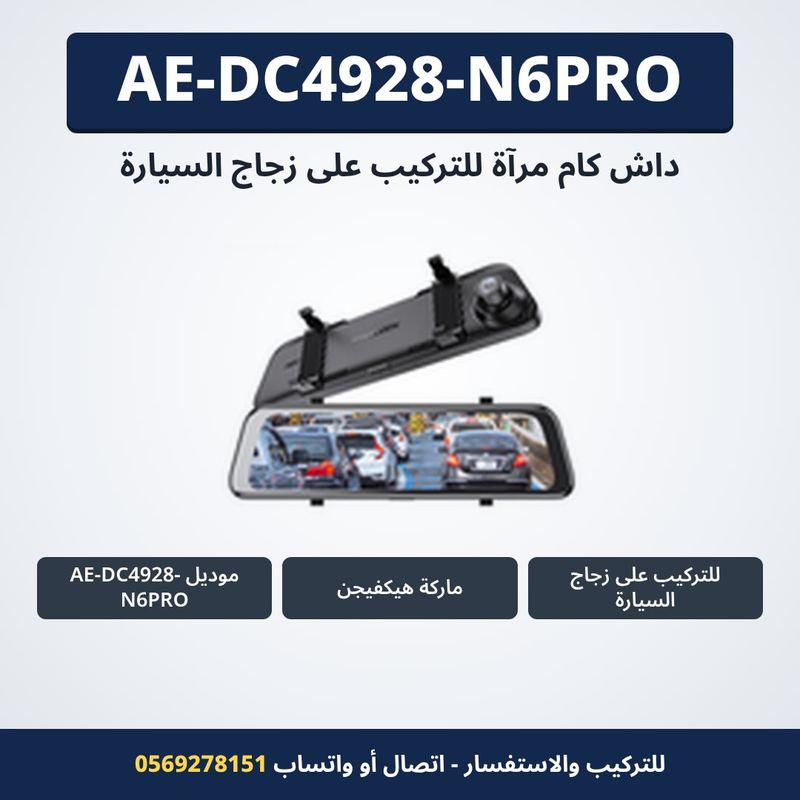 AE-DC4928-N6PRO
داش كام مرآة للتركيب على زجاج السيارة
للتركيب على زجاج
السيارة
ماركة هيكفيجن
موديل AE-DC4928-
N6PRO
للتركيب والاستفسار - اتصال أو واتساب 0569278151